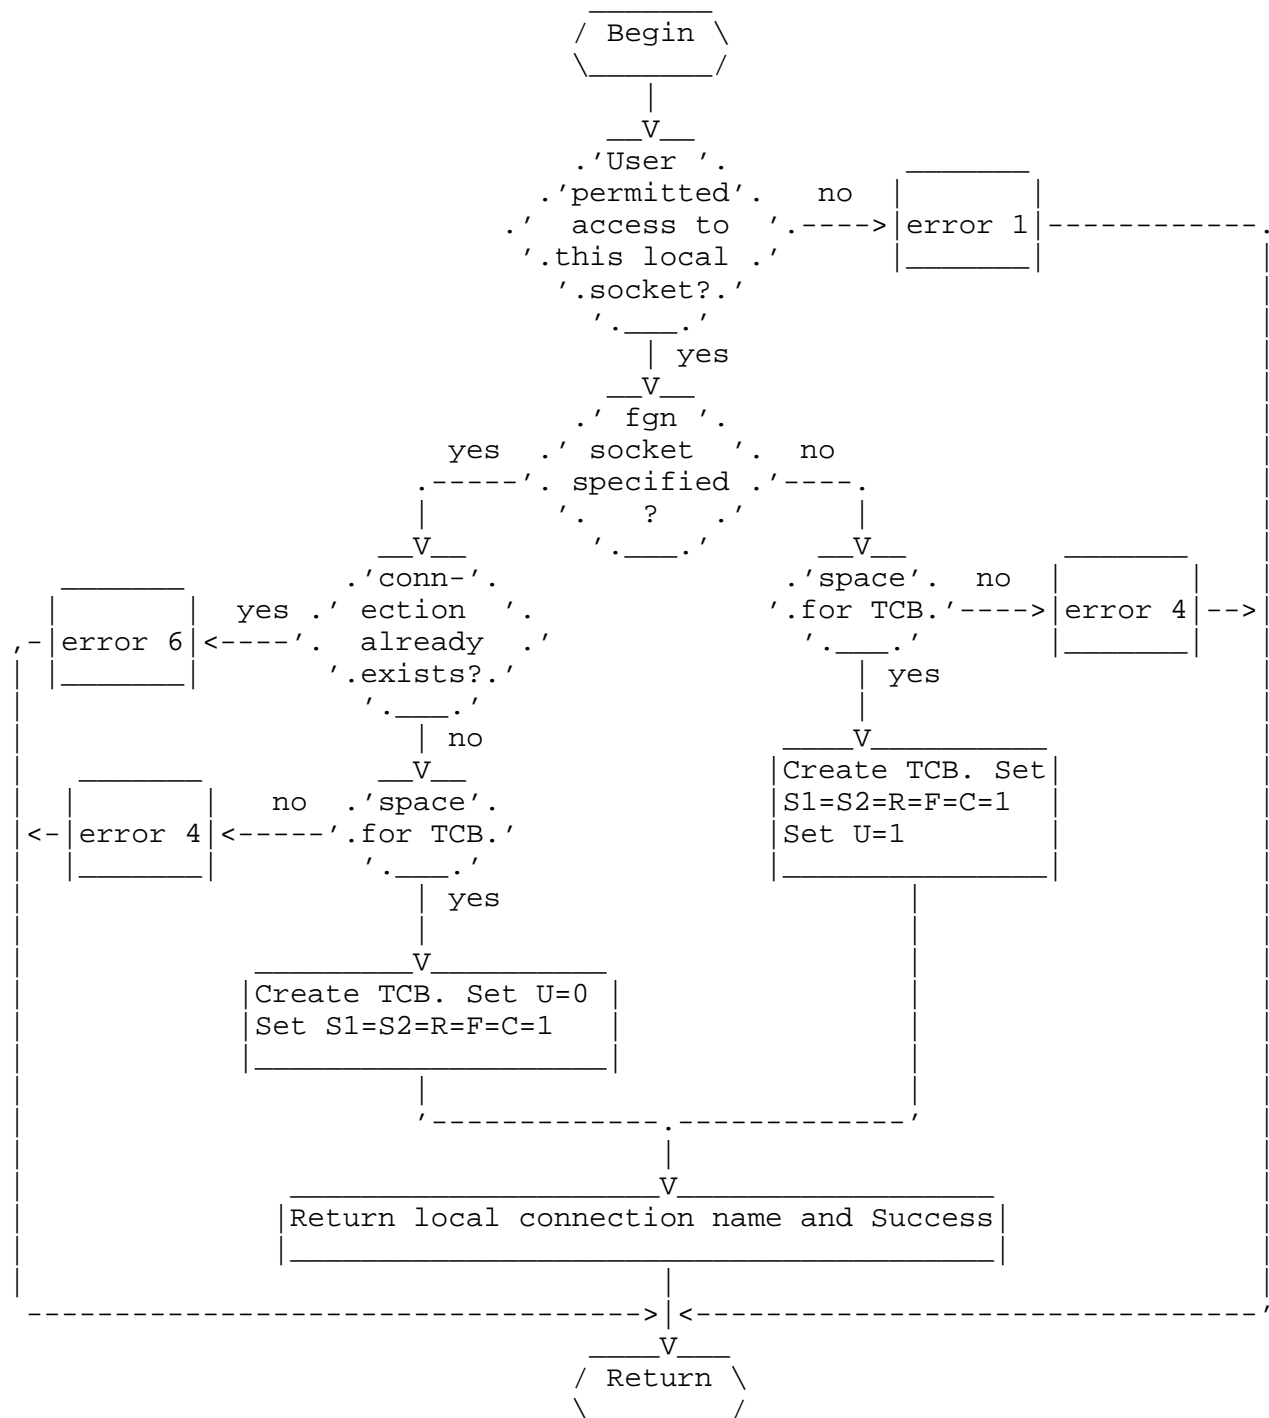 Begin
User
permitted no
access to error 1
this local
socket?
yes
fgn
yes socket no
specified
?
conn- space no
yes ection for TCB. error 4
error 6 already
exists? yes
no
Create TCB. Set
no space S1=S2=R=F=C=1
error 4 for TCB. Set U=1
yes
Create TCB. Set U=0
Set S1=S2=R=F=C=1
Return local connection name and Success
Return